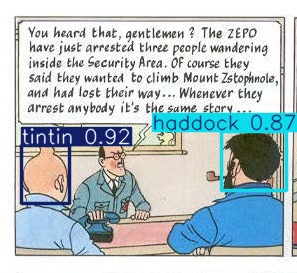 You heard that, gentlemen? The ZEPO
have just arrested three people wandering
inside the Security Area. Of course they
said they wanted to climb Mount Zstophnole,
and had lost their way... Whenever they
arrest anybody it's the same story...
tintin 0.92
haddock 0.87